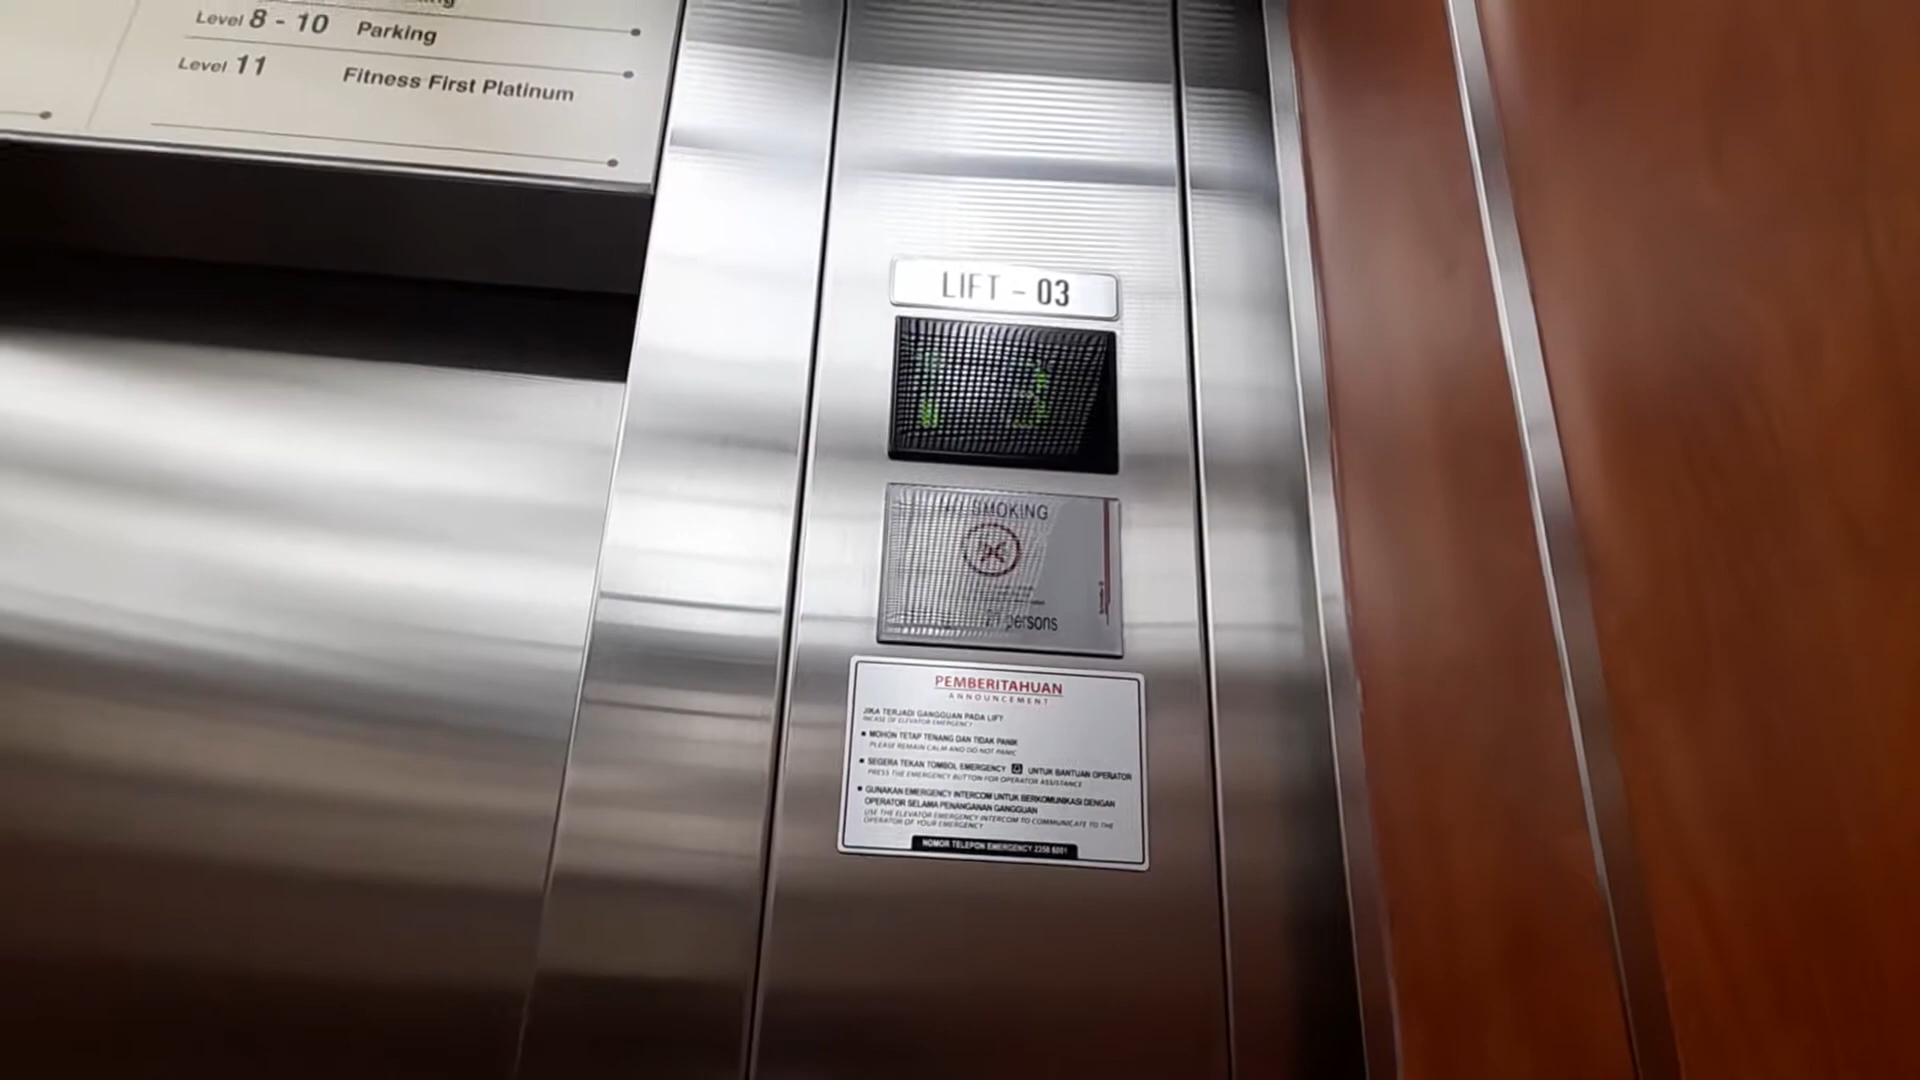 Level 8 - 10 Parking
Level 11 Fitness First Platinum
LIFT - 03
3
SMOKING
persons
PEMBERITAHUAN
ANNOUNCEMENT
JIKA TERJADI GANGGUAN PADA LIFT
INCASE OF ELEVATOR EMERGENCY
MOHON TETAP TENANG DAN TIDAK PANIK
PLEASE REMAIN CALM AND DO NOT PANIC
SEGERA TEKAN TOMBOL EMERGENCY UNTUK BANTUAN OPERATOR
PRESS THE EMERGENCY BUTTON FOR OPERATOR ASSISTANCE
GUNAKAN EMERGENCY INTERCOM UNTUK BERKOMUNIKASI DENGAN
OPERATOR SELAMA PENANGANAN GANGGUAN
USE THE ELEVATOR EMERGENCY INTERCOM TO COMMUNICATE TO THE
OPERATOR OF YOUR EMERGENCY
NOMOR TELEPON EMERGENCY 2358 6001